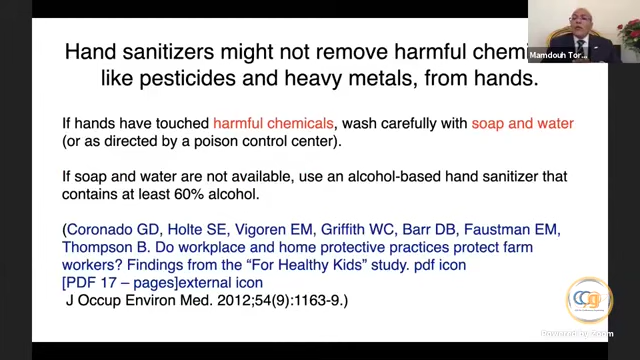 Hand sanitizers might not remove harmful chemi
like pesticides and heavy metals, from hands.
Mamdouh Tor...
If hands have touched harmful chemicals, wash carefully with soap and water
(or as directed by a poison control center).
If soap and water are not available, use an alcohol-based hand sanitizer that
contains at least 60% alcohol.
(Coronado GD, Holte SE, Vigoren EM, Griffith WC, Barr DB, Faustman EM,
Thompson B. Do workplace and home protective practices protect farm
workers? Findings from the “For Healthy Kids” study. pdf icon
[PDF 17 – pages]external icon
J Occup Environ Med. 2012;54(9):1163-9.)
Powered by Zoom